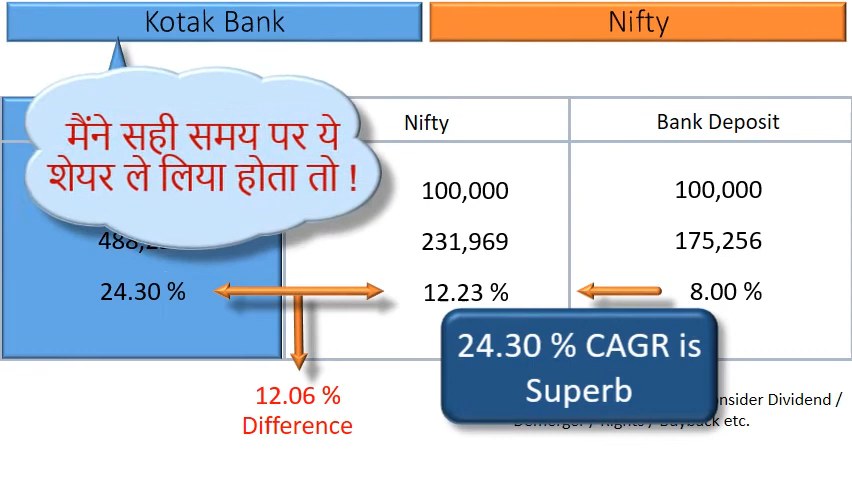 Kotak Bank
Nifty
मैंने सही समय पर ये
शेयर ले लिया होता तो !
Nifty
Bank Deposit
100,000
100,000
231,969
175,256
24.30 %
12.23 %
8.00 %
24.30 % CAGR is
Superb
12.06 %
Difference
Dividend /
Rights / Buyback etc.